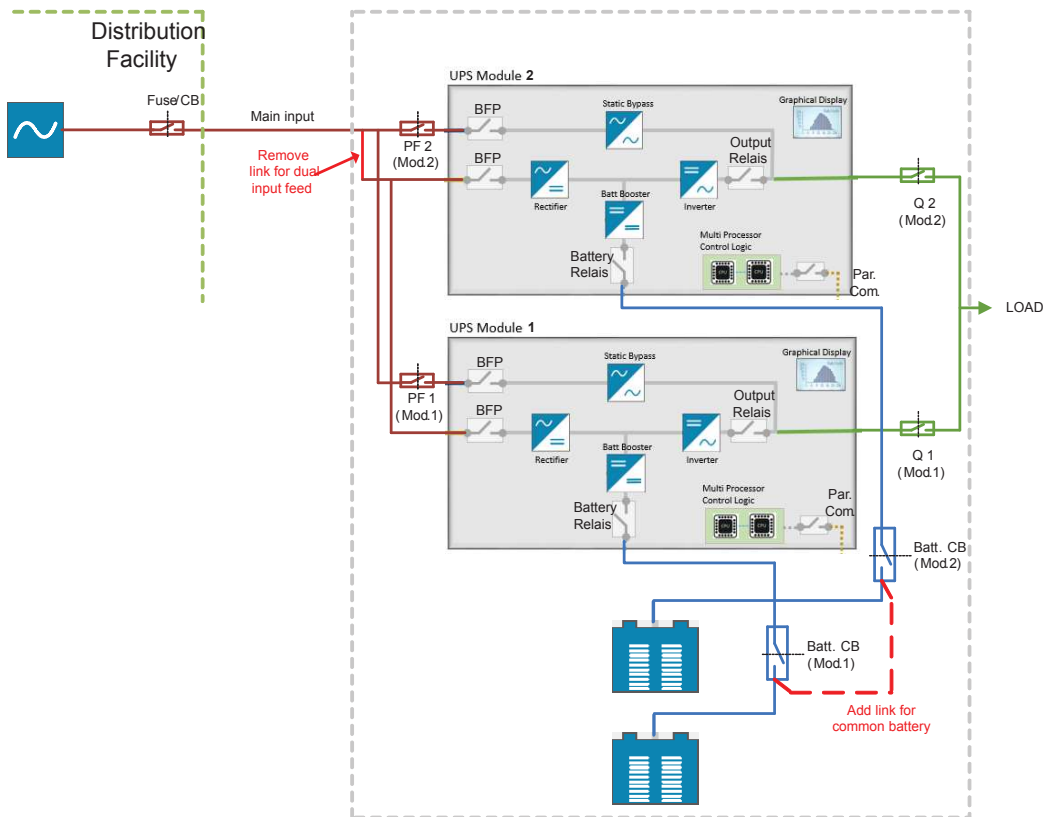 Distribution
Facility
Fuse/CB
Main input
Remove
link for dual
input feed
PF 2
(Mod.2)
UPS Module 2
BFP
BFP
Static Bypass
Graphical Display
Output
Relais
Rectifier
Batt Booster
Inverter
Battery
Relais
Multi Processor
Control Logic
CPU
CPU
Par.
Com.
Q 2
(Mod.2)
LOAD
UPS Module 1
PF 1
(Mod.1)
BFP
BFP
Static Bypass
Graphical Display
Output
Relais
Rectifier
Batt Booster
Inverter
Battery
Relais
Multi Processor
Control Logic
CPU
CPU
Par.
Com.
Q 1
(Mod.1)
Batt. CB
(Mod.2)
Batt. CB
(Mod.1)
Add link for
common battery